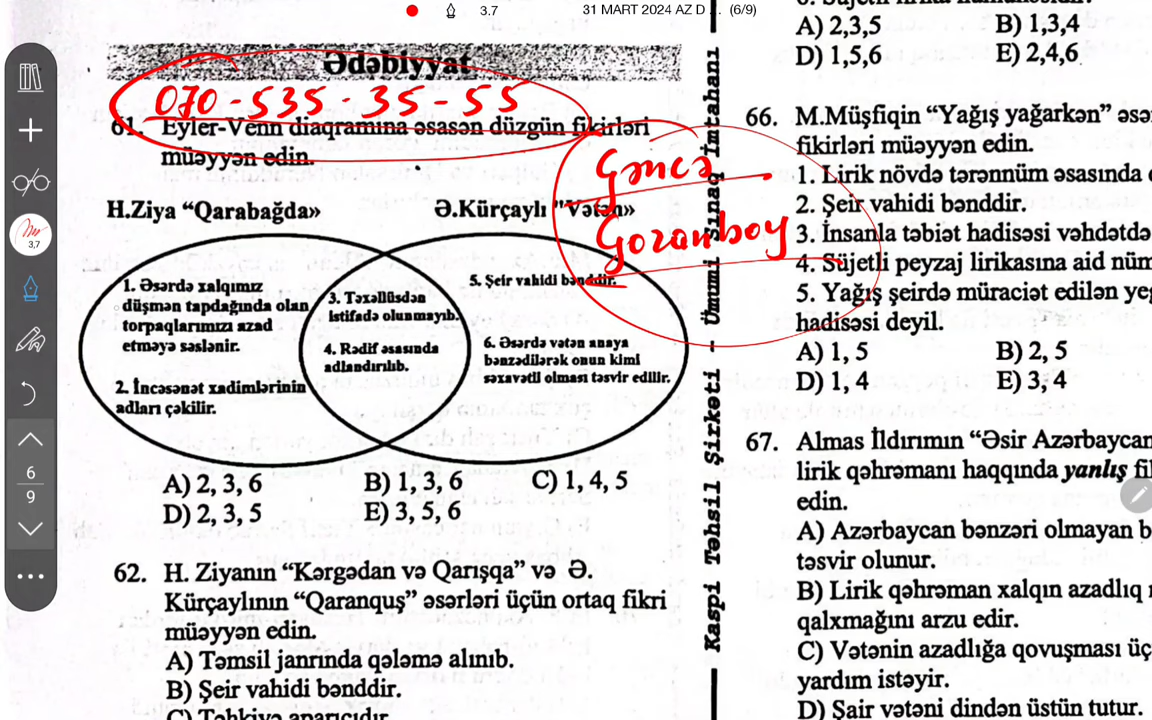 3.7
31 MART 2024 AZ D... (6/9)
Ədəbiyyat
070-535-35-55
61. Eyler-Venn diaqramına əsasən düzgün fikirləri
müəyyən edin.
Gəncə
Goranboy
H.Ziya “Qarabağda»
Ə.Kürçaylı "Vətən»
1. Əsərdə xalqımız
düşmən tapdağında olan
torpaqlarımızı azad
etməyə səslənir.
2. İncəsənət xadimlərinin
adları çəkilir.
3. Təxəllüsdən
istifadə olunmayıb.
4. Rədif əsasında
adlandırılıb.
5. Şeir vahidi bənddir.
6. Əsərdə vətən anaya
bənzədilərək onun kimi
səxavətli olması təsvir edilir.
A) 2, 3, 6
B) 1, 3, 6
C) 1, 4, 5
D) 2, 3, 5
E) 3, 5, 6
62. H. Ziyanın “Kərgədan və Qarışqa” və Ə.
Kürçaylının “Qaranquş” əsərləri üçün ortaq fikri
müəyyən edin.
A) Təmsil janrında qələmə alınıb.
B) Şeir vahidi bənddir.
C) Təhkiyə aparıcıdır
Kaspi Təhsil Şirkəti – Ümumi sınaq imtahanı
A) 2,3,5
B) 1,3,4
D) 1,5,6
E) 2,4,6
66. M.Müşfiqin “Yağış yağarkən” əsə
fikirləri müəyyən edin.
1. Lirik növdə tərənnüm əsasında
2. Şeir vahidi bənddir.
3. İnsanla təbiət hadisəsi vəhdətdə
4. Süjetli peyzaj lirikasına aid nüm
5. Yağış şeirdə müraciət edilən yeg
hadisəsi deyil.
A) 1, 5
B) 2, 5
D) 1, 4
E) 3, 4
67. Almas İldırımın “Əsir Azərbaycan
lirik qəhrəmanı haqqında yanlış fi
edin.
A) Azərbaycan bənzəri olmayan b
təsvir olunur.
B) Lirik qəhrəman xalqın azadlıq
qalxmağını arzu edir.
C) Vətənin azadlığa qovuşması üç
yardım istəyir.
D) Şair vətəni dindən üstün tutur.
3,7
6
9